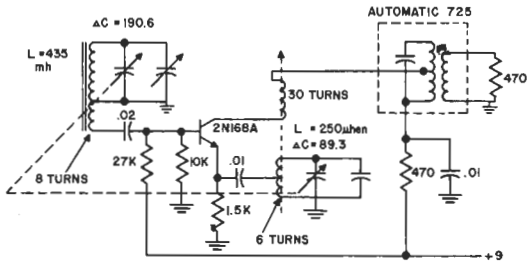 AUTOMATIC 725
ΔC = 190.6
L = 435
mh
470
30 TURNS
.02
2N168A
L = 250μhen
ΔC = 89.3
27K
10K
.01
470
.01
8 TURNS
1.5K
6 TURNS
+9